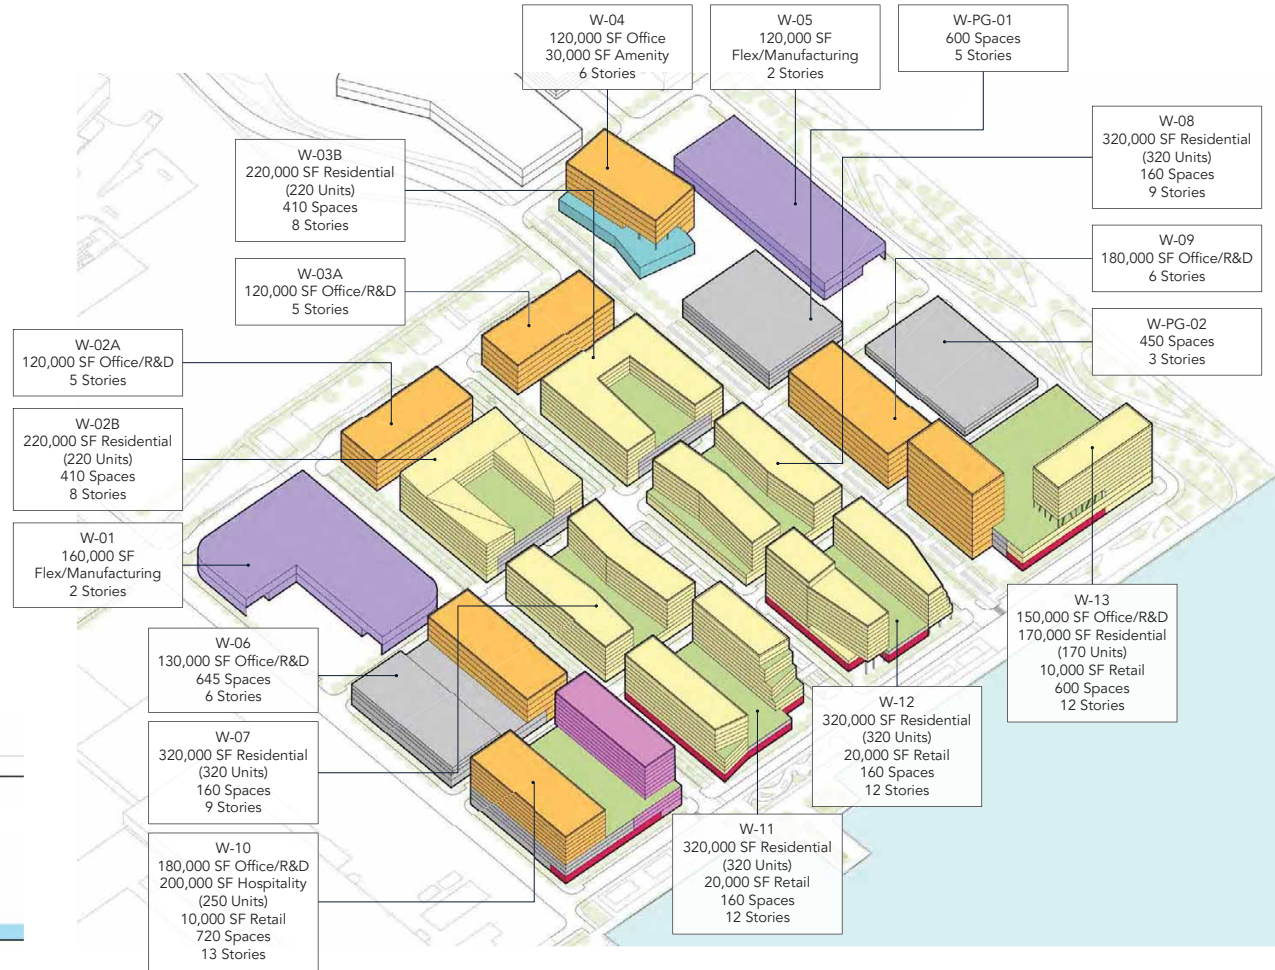 W-04
120,000 SF Office
30,000 SF Amenity
6 Stories
W-05
120,000 SF
Flex/Manufacturing
2 Stories
W-PG-01
600 Spaces
5 Stories
W-08
320,000 SF Residential
(320 Units)
160 Spaces
9 Stories
W-03B
220,000 SF Residential
(220 Units)
410 Spaces
8 Stories
W-09
180,000 SF Office/R&D
6 Stories
W-03A
120,000 SF Office/R&D
5 Stories
W-PG-02
450 Spaces
3 Stories
W-02A
120,000 SF Office/R&D
5 Stories
W-02B
220,000 SF Residential
(220 Units)
410 Spaces
8 Stories
W-01
160,000 SF
Flex/Manufacturing
2 Stories
W-13
150,000 SF Office/R&D
170,000 SF Residential
(170 Units)
10,000 SF Retail
600 Spaces
12 Stories
W-06
130,000 SF Office/R&D
645 Spaces
6 Stories
W-12
320,000 SF Residential
(320 Units)
20,000 SF Retail
160 Spaces
12 Stories
W-07
320,000 SF Residential
(320 Units)
160 Spaces
9 Stories
W-11
320,000 SF Residential
(320 Units)
20,000 SF Retail
160 Spaces
12 Stories
W-10
180,000 SF Office/R&D
200,000 SF Hospitality
(250 Units)
10,000 SF Retail
720 Spaces
13 Stories